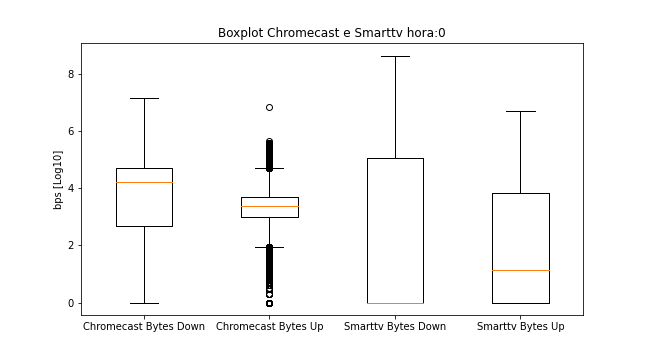 Boxplot Chromecast e Smarttv hora:0
bps [Log10]
8
6
4
2
0
Chromecast Bytes Down Chromecast Bytes Up Smarttv Bytes Down Smarttv Bytes Up